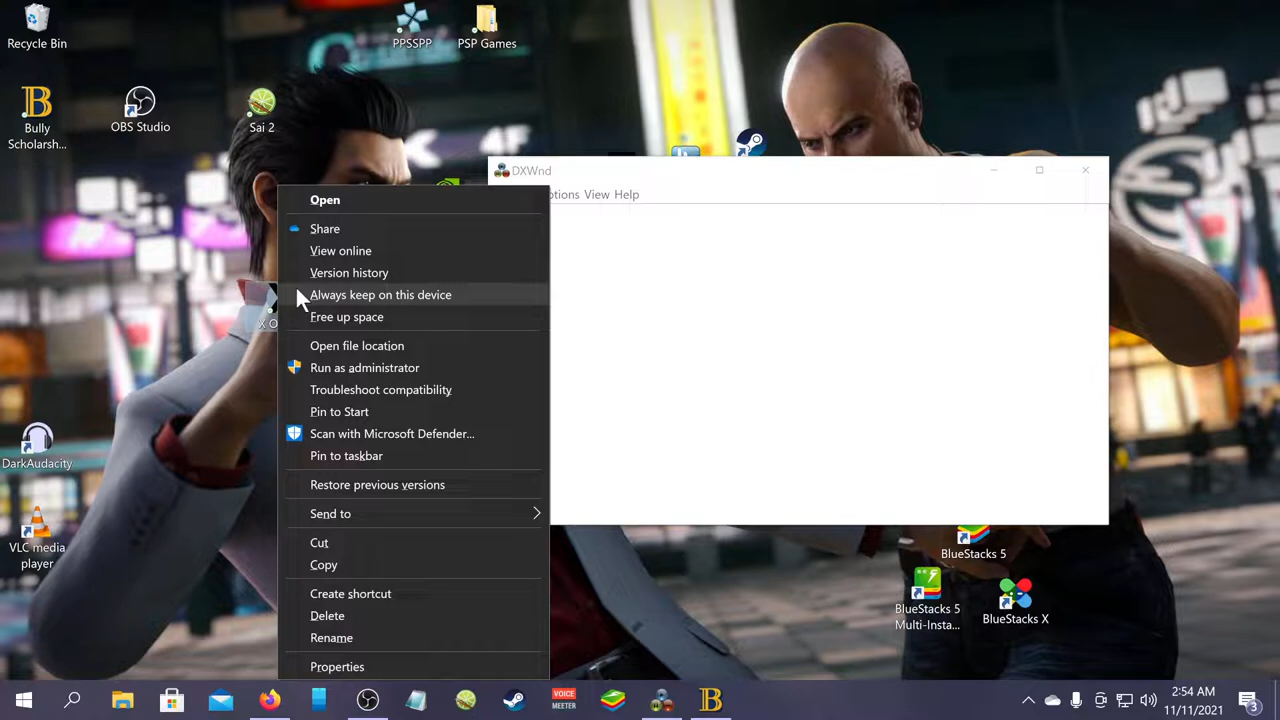 Recycle Bin
PPSSPP
PSP Games
Bully
Scholarsh...
OBS Studio
Sai 2
DXWnd
ptions View Help
Open
Share
View online
Version history
Always keep on this device
Free up space
X O
Open file location
Run as administrator
Troubleshoot compatibility
Pin to Start
Scan with Microsoft Defender...
Pin to taskbar
Restore previous versions
Send to
Cut
Copy
Create shortcut
Delete
Rename
Properties
DarkAudacity
VLC media
player
BlueStacks 5
BlueStacks 5
Multi-Insta...
BlueStacks X
VOICE
MEETER
2:54 AM
11/11/2021
3